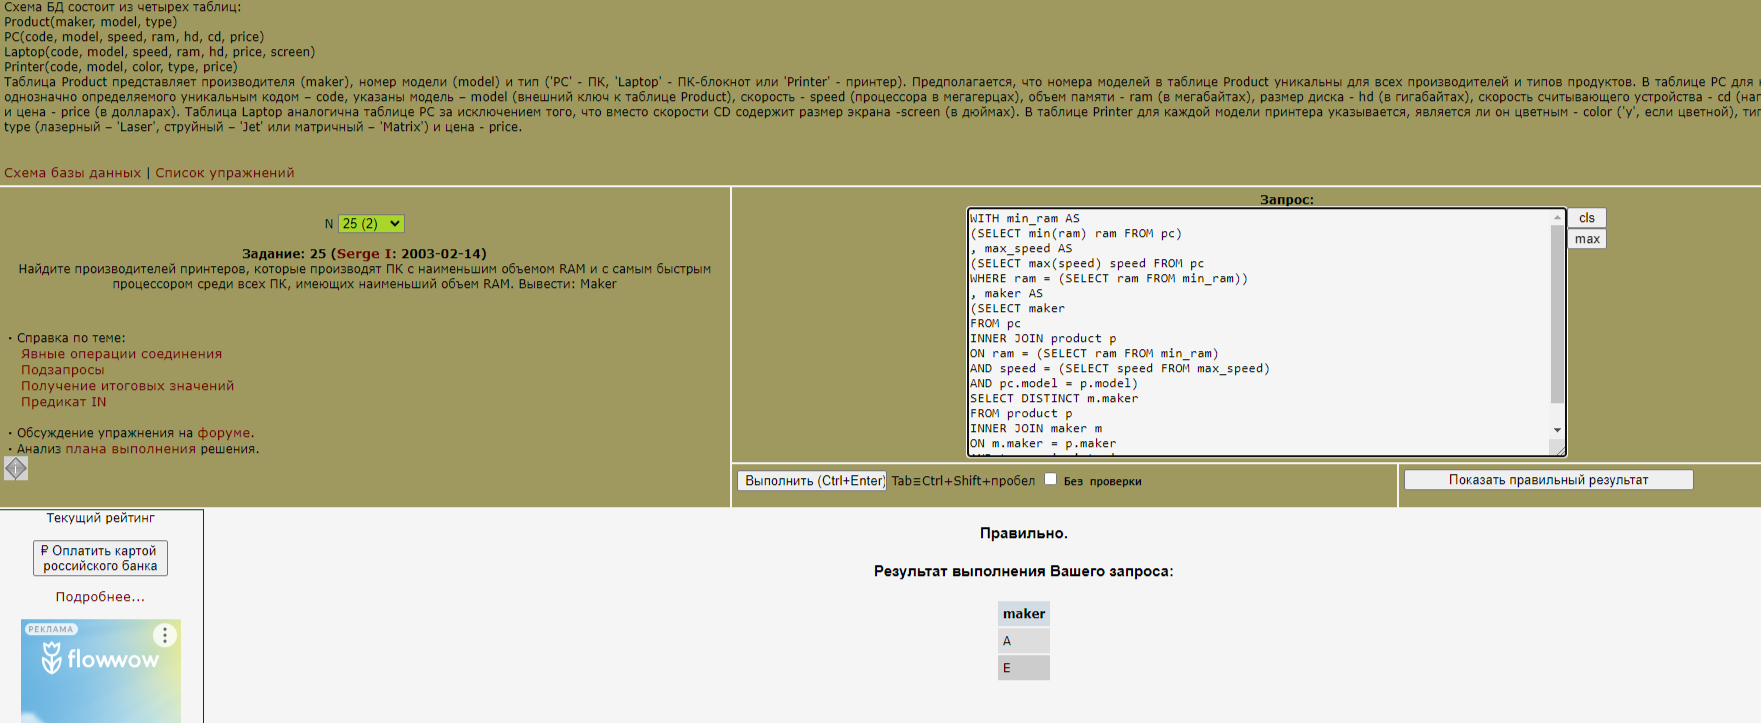 Схема БД состоит из четырех таблиц:
Product(maker, model, type)
PC(code, model, speed, ram, hd, cd, price)
Laptop(code, model, speed, ram, hd, price, screen)
Printer(code, model, color, type, price)
Таблица Product представляет производителя (maker), номер модели (model) и тип ('PC' - ПК, 'Laptop' - ПК-блокнот или 'Printer' - принтер). Предполагается, что номера моделей в таблице Product уникальны для всех производителей и типов продуктов. В таблице PC для
однозначно определяемого уникальным кодом – code, указаны модель – model (внешний ключ к таблице Product), скорость - speed (процессора в мегагерцах), объем памяти - ram (в мегабайтах), размер диска - hd (в гигабайтах), скорость считывающего устройства - cd
и цена - price (в долларах). Таблица Laptop аналогична таблице РС за исключением того, что вместо скорости CD содержит размер экрана -screen (в дюймах). В таблице Printer для каждой модели принтера указывается, является ли он цветным - color ('y', если цветной),
type (лазерный – 'Laser', струйный – 'Jet' или матричный – 'Matrix') и цена - price.
Схема базы данных | Список упражнений
N 25 (2)
Задание: 25 (Serge I: 2003-02-14)
Найдите производителей принтеров, которые производят ПК с наименьшим объемом RAM и с самым быстрым
процессором среди всех ПК, имеющих наименьший объем RAM. Вывести: Maker
• Справка по теме:
Явные операции соединения
Подзапросы
Получение итоговых значений
Предикат IN
• Обсуждение упражнения на форуме.
• Анализ плана выполнения решения.
Запрос:
WITH min_ram AS
(SELECT min(ram) ram FROM pc)
, max_speed AS
(SELECT max(speed) speed FROM pc
WHERE ram = (SELECT ram FROM min_ram))
, maker AS
(SELECT maker
FROM pc
INNER JOIN product p
ON ram = (SELECT ram FROM min_ram)
AND speed = (SELECT speed FROM max_speed)
AND pc.model = p.model)
SELECT DISTINCT m.maker
FROM product p
INNER JOIN maker m
ON m.maker = p.maker
cls
max
Выполнить (Ctrl+Enter) Tab≡Ctrl+Shift+пробел Без проверки
Показать правильный результат
Текущий рейтинг
₽ Оплатить картой
российского банка
Подробнее...
РЕКЛАМА
flowwow
Правильно.
Результат выполнения Вашего запроса:
maker
A
E